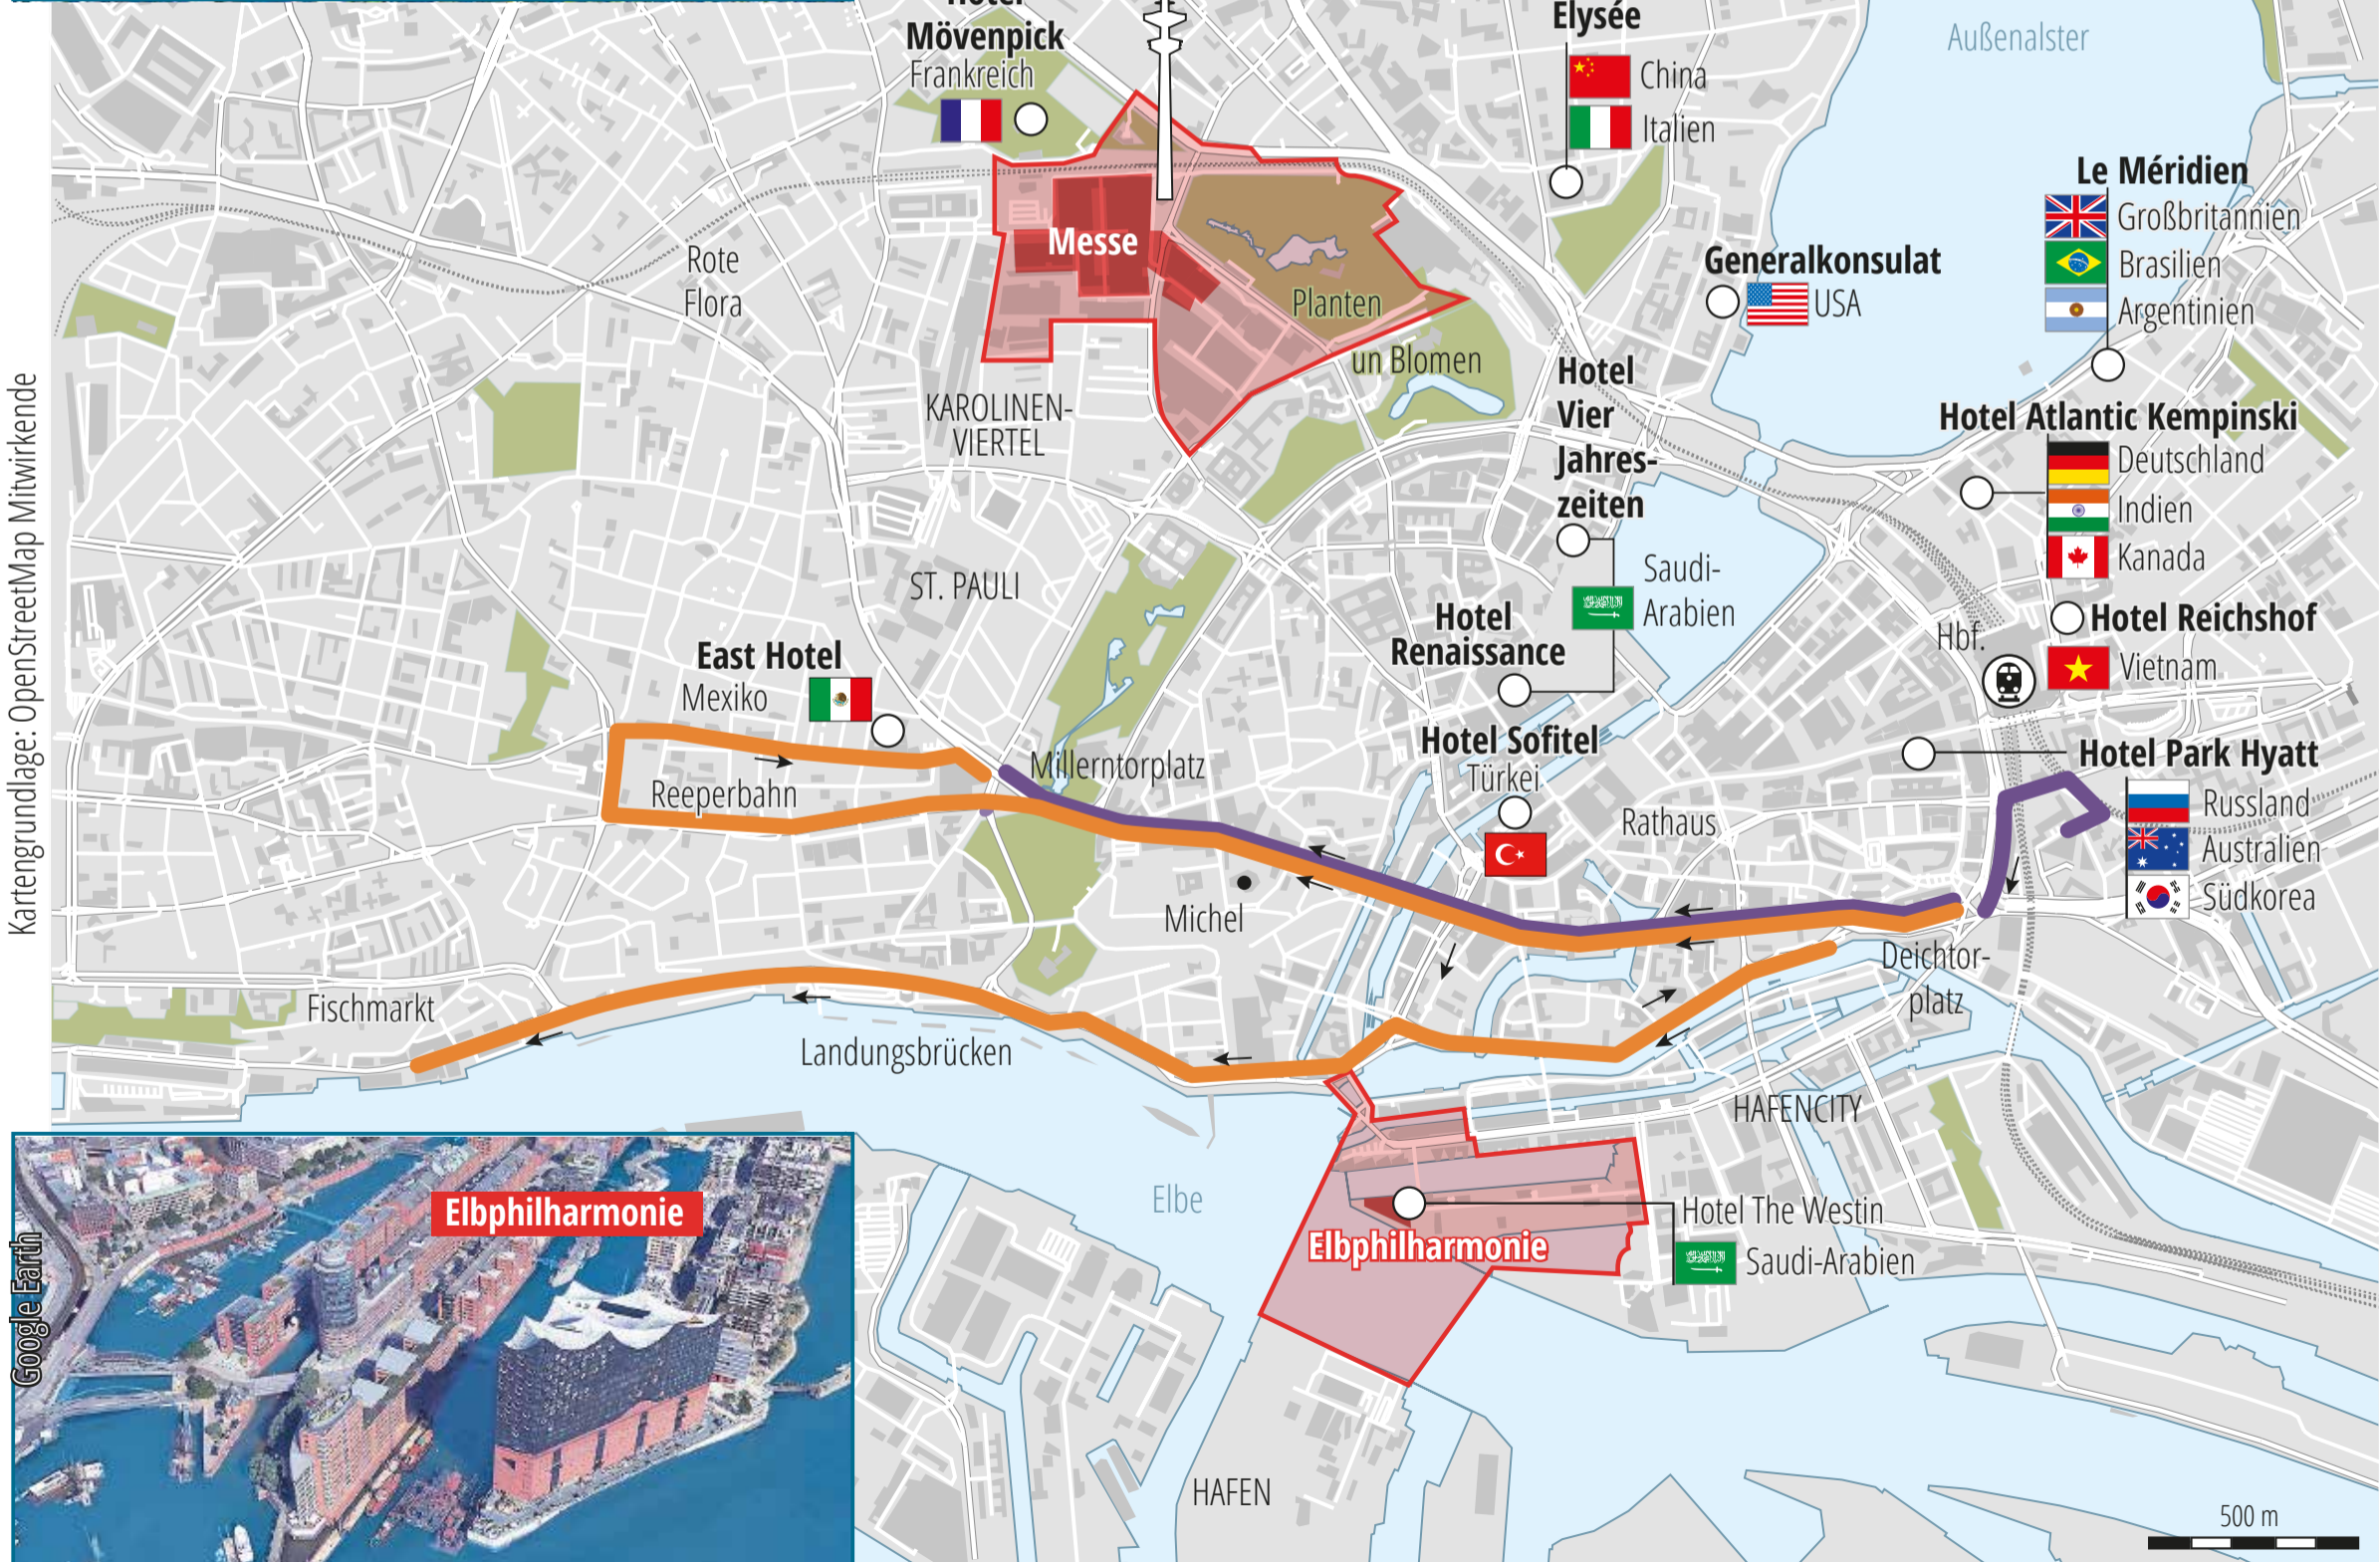 Mövenpick
Frankreich
Elysée
China
Italien
Außenalster
Le Méridien
Großbritannien
Brasilien
Argentinien
Generalkonsulat
USA
Messe
Rote
Flora
Planten
un Blomen
KAROLINEN-
VIERTEL
Hotel
Vier
Jahres-
zeiten
Saudi-
Arabien
Hotel Atlantic Kempinski
Deutschland
Indien
Kanada
Hotel Reichshof
Vietnam
Hbf.
ST. PAULI
Hotel
Renaissance
East Hotel
Mexiko
Hotel Sofitel
Türkei
Hotel Park Hyatt
Russland
Australien
Südkorea
Millerntorplatz
Reeperbahn
Rathaus
Michel
Deichtor-
platz
Fischmarkt
Landungsbrücken
HAFENCITY
Elbe
Hotel The Westin
Saudi-Arabien
Elbphilharmonie
Elbphilharmonie
HAFEN
500 m
Kartengrundlage: OpenStreetMap Mitwirkende
Google Earth